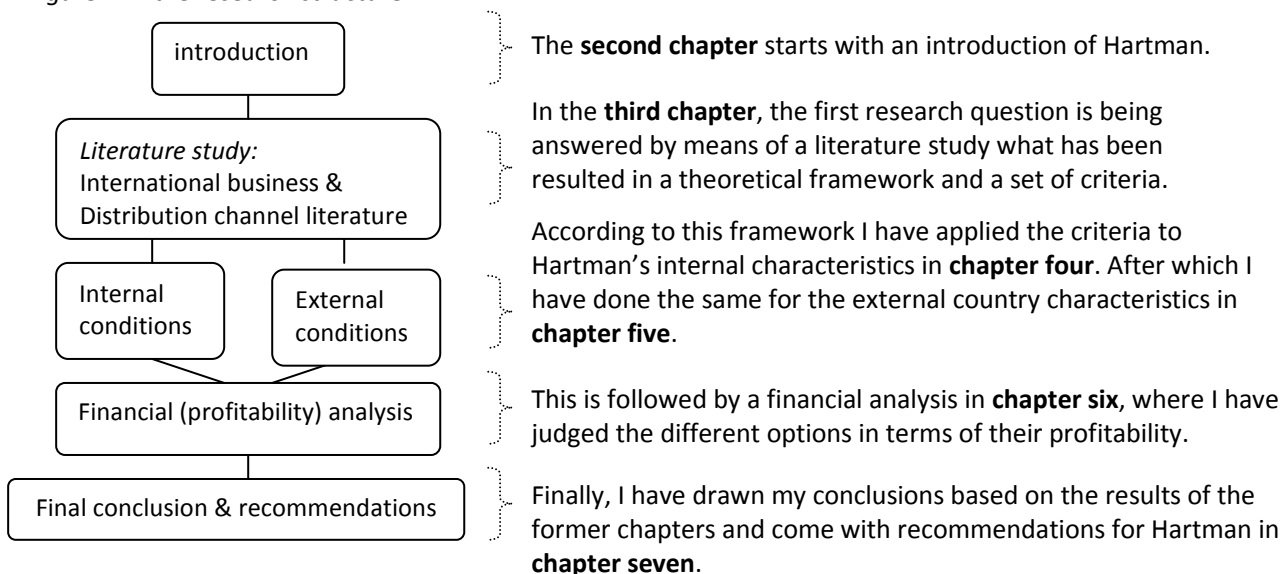 introduction
The second chapter starts with an introduction of Hartman.
Literature study:
International business &
Distribution channel literature
In the third chapter, the first research question is being
answered by means of a literature study what has been
resulted in a theoretical framework and a set of criteria.
Internal
conditions
External
conditions
According to this framework I have applied the criteria to
Hartman’s internal characteristics in chapter four. After which I
have done the same for the external country characteristics in
chapter five.
Financial (profitability) analysis
This is followed by a financial analysis in chapter six, where I have
judged the different options in terms of their profitability.
Final conclusion & recommendations
Finally, I have drawn my conclusions based on the results of the
former chapters and come with recommendations for Hartman in
chapter seven.